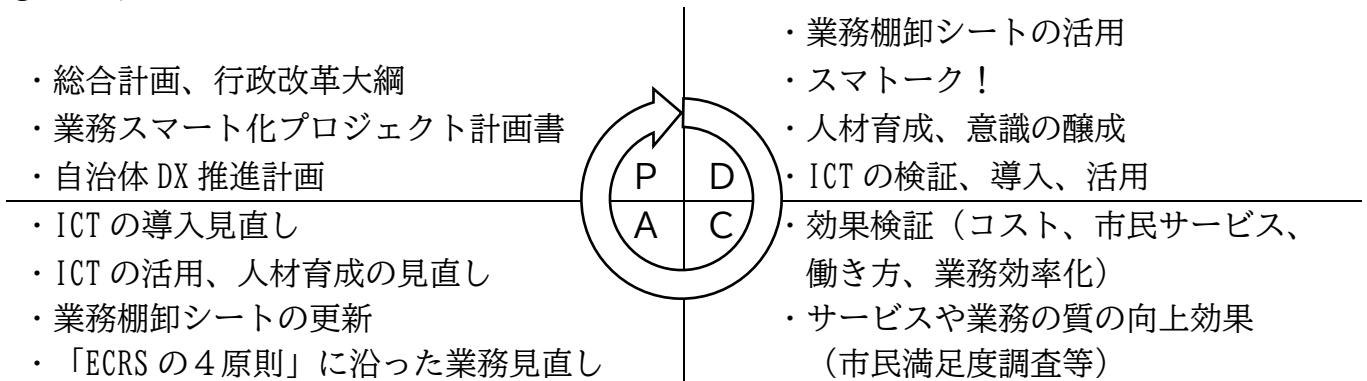 ・総合計画、行政改革大綱
・業務スマート化プロジェクト計画書
・自治体 DX 推進計画
・業務棚卸シートの活用
・スマトーク!
・人材育成、意識の醸成
・ICT の検証、導入、活用
P
D
A
C
・ICT の導入見直し
・ICT の活用、人材育成の見直し
・業務棚卸シートの更新
・「ECRS の4原則」に沿った業務見直し
・効果検証(コスト、市民サービス、
働き方、業務効率化)
・サービスや業務の質の向上効果
(市民満足度調査等)